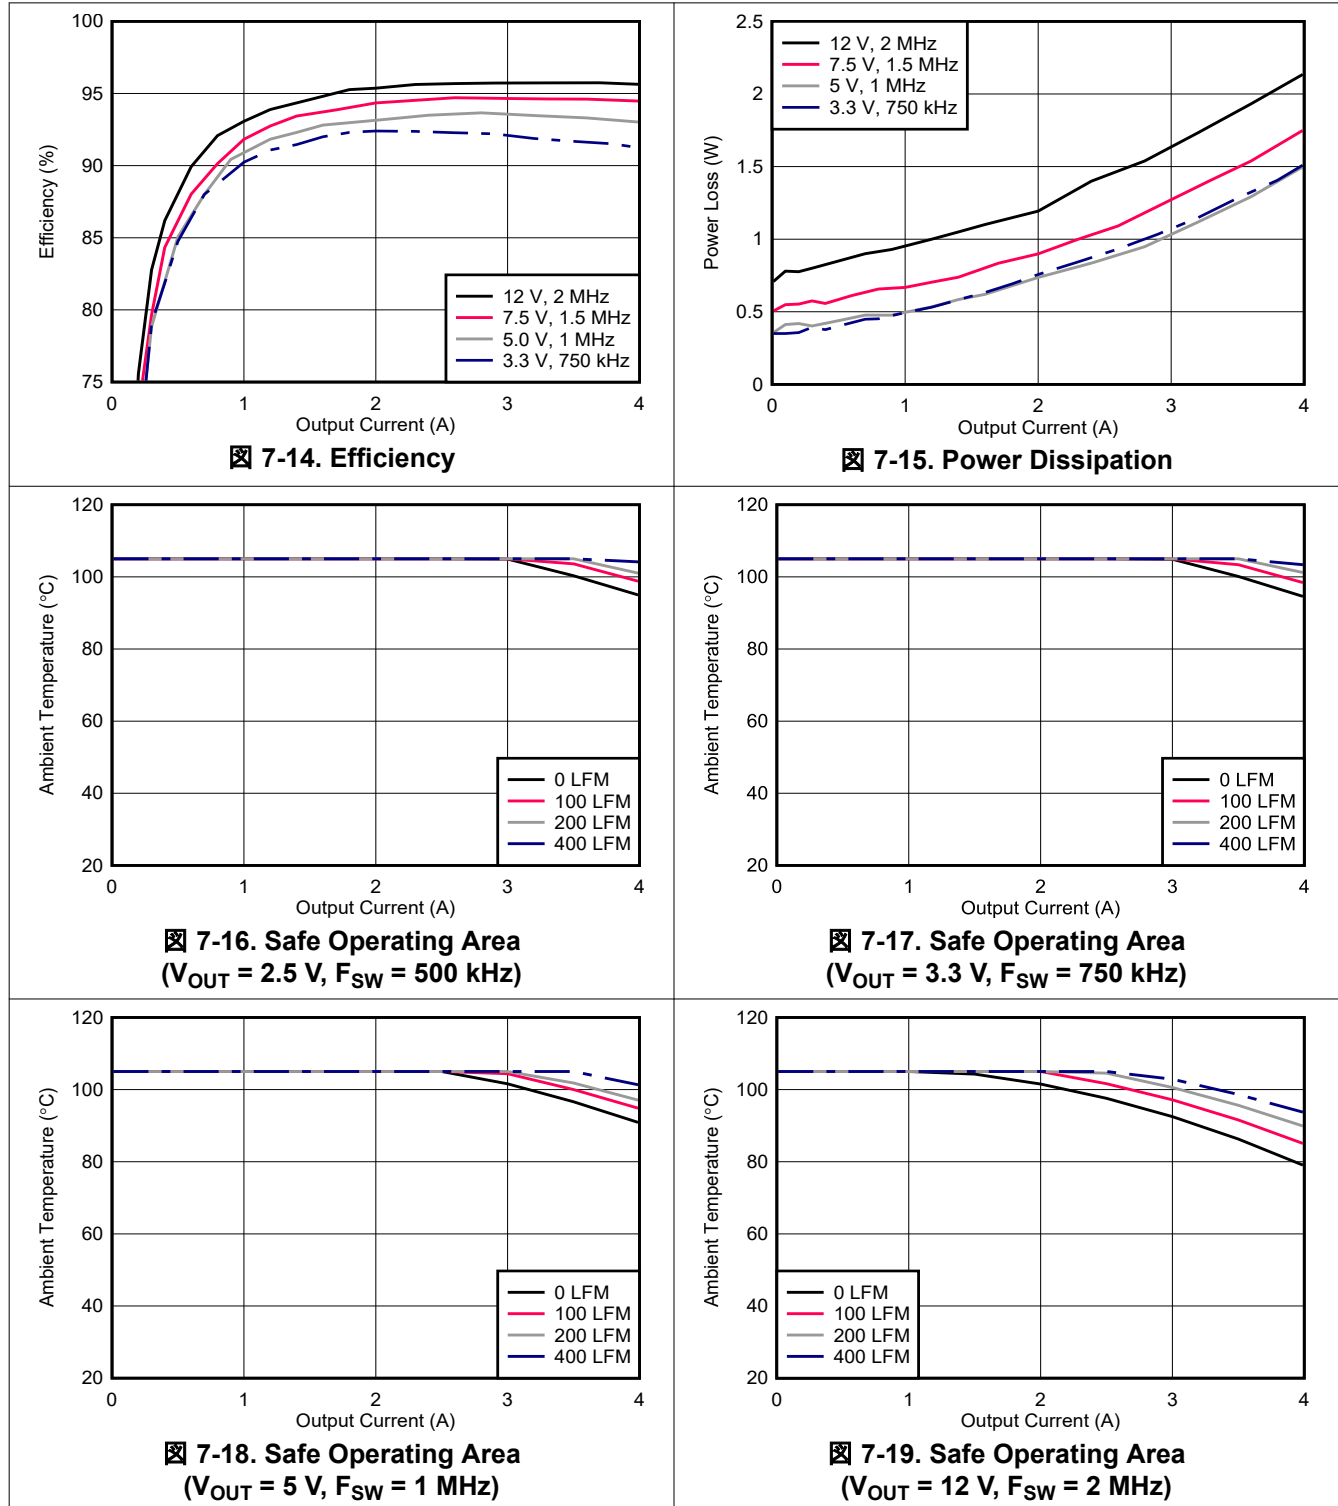 100
95
90
85
80
75
Efficiency (%)
12 V, 2 MHz
7.5 V, 1.5 MHz
5.0 V, 1 MHz
3.3 V, 750 kHz
0 1 2 3 4
Output Current (A)
図 7-14. Efficiency
2.5
2
1.5
1
0.5
0
Power Loss (W)
12 V, 2 MHz
7.5 V, 1.5 MHz
5 V, 1 MHz
3.3 V, 750 kHz
0 1 2 3 4
Output Current (A)
図 7-15. Power Dissipation
120
100
80
60
40
20
Ambient Temperature (°C)
0 LFM
100 LFM
200 LFM
400 LFM
0 1 2 3 4
Output Current (A)
図 7-16. Safe Operating Area
(VOUT = 2.5 V, FSW = 500 kHz)
120
100
80
60
40
20
Ambient Temperature (°C)
0 LFM
100 LFM
200 LFM
400 LFM
0 1 2 3 4
Output Current (A)
図 7-17. Safe Operating Area
(VOUT = 3.3 V, FSW = 750 kHz)
120
100
80
60
40
20
Ambient Temperature (°C)
0 LFM
100 LFM
200 LFM
400 LFM
0 1 2 3 4
Output Current (A)
図 7-18. Safe Operating Area
(VOUT = 5 V, FSW = 1 MHz)
120
100
80
60
40
20
Ambient Temperature (°C)
0 LFM
100 LFM
200 LFM
400 LFM
0 1 2 3 4
Output Current (A)
図 7-19. Safe Operating Area
(VOUT = 12 V, FSW = 2 MHz)